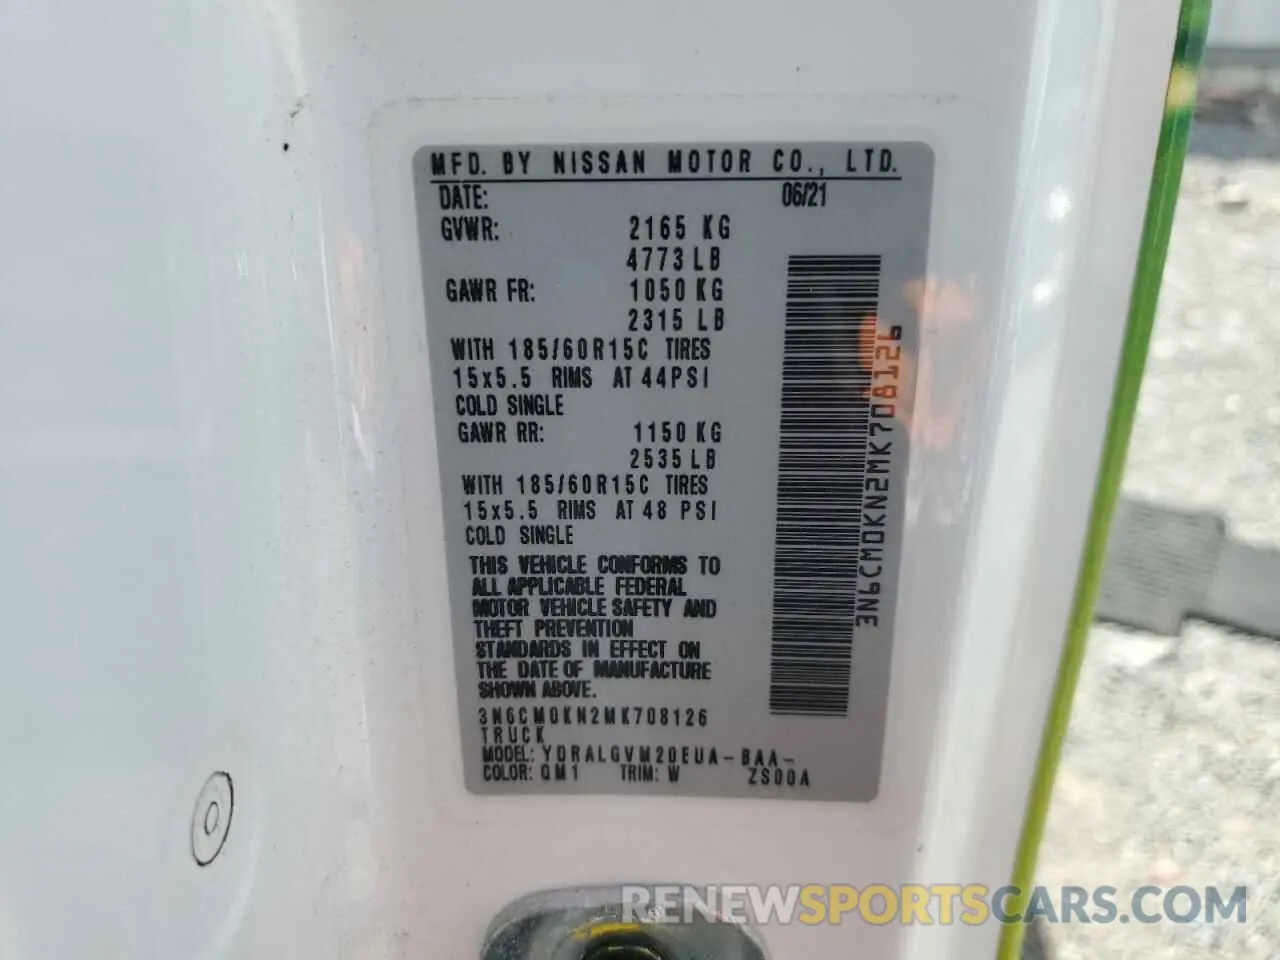 MFD. BY NISSAN MOTOR CO., LTD.
DATE: 06/21
GVWR: 2165 KG
4773 LB
GAWR FR: 1050 KG
2315 LB
WITH 185/60R15C TIRES
15x5.5 RIMS AT 44PSI
COLD SINGLE
GAWR RR: 1150 KG
2535 LB
WITH 185/60R15C TIRES
15x5.5 RIMS AT 48 PSI
COLD SINGLE
THIS VEHICLE CONFORMS TO
ALL APPLICABLE FEDERAL
MOTOR VEHICLE SAFETY AND
THEFT PREVENTION
STANDARDS IN EFFECT ON
THE DATE OF MANUFACTURE
SHOWN ABOVE.
3N6CM0KN2MK708126
TRUCK
MODEL: YDRALGVM20EUA-BAA-
COLOR: QM1 TRIM: W ZS00A
3N6CM0KN2MK708126
RENEWSPORTSCARS.COM